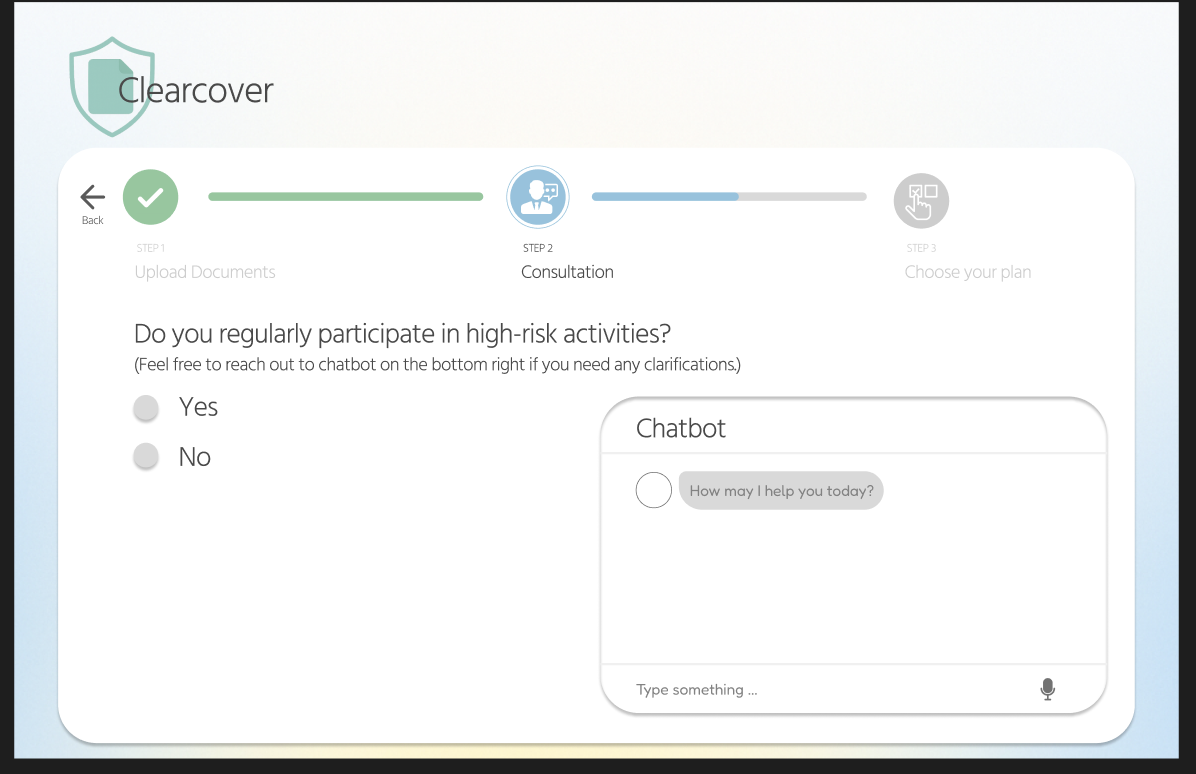 Clearcover
Back
STEP 1
Upload Documents
STEP 2
Consultation
STEP 3
Choose your plan
Do you regularly participate in high-risk activities?
(Feel free to reach out to chatbot on the bottom right if you need any clarifications.)
Yes
No
Chatbot
How may I help you today?
Type something ...